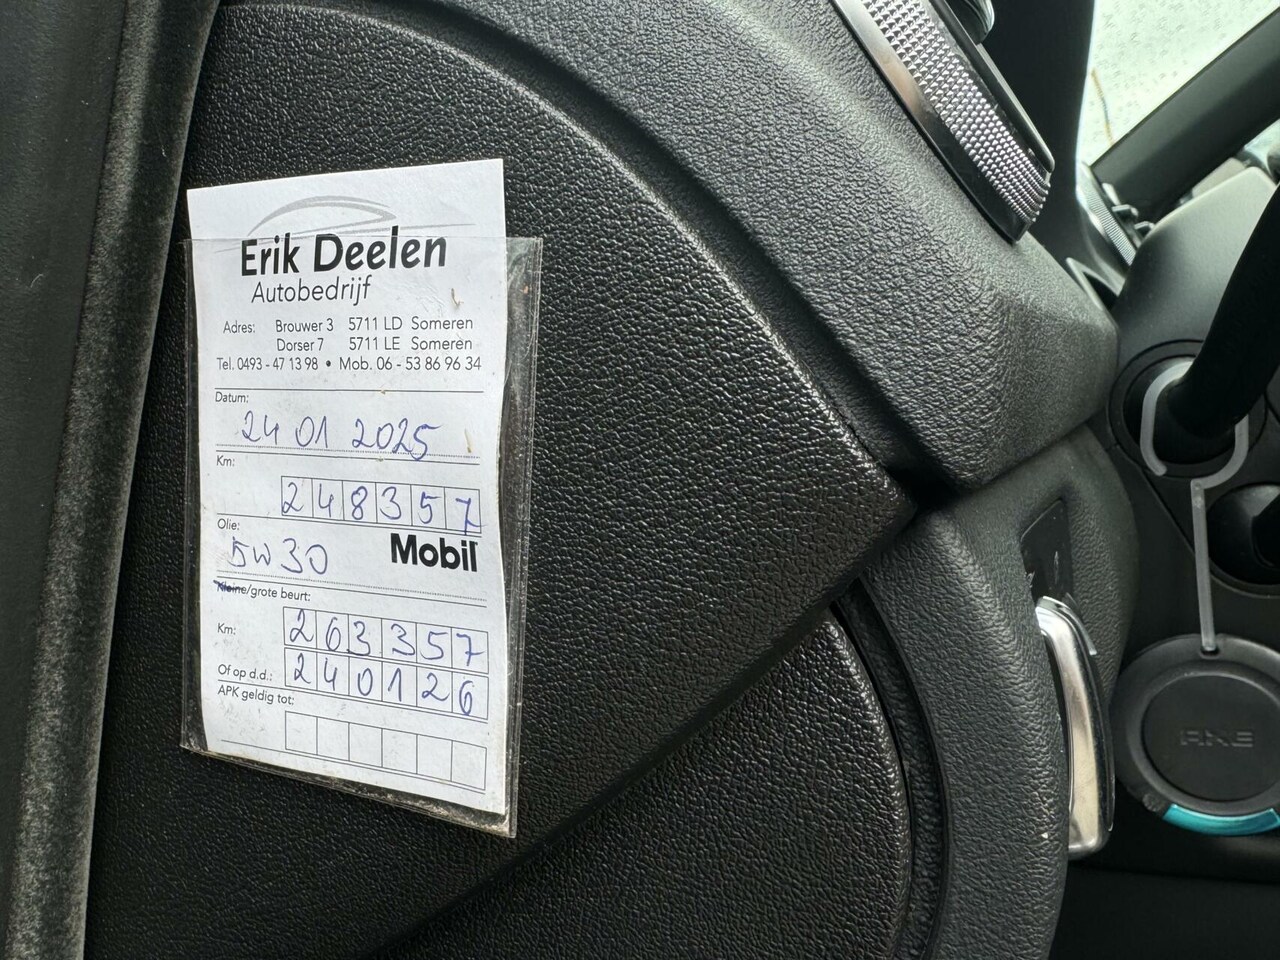 Erik Deelen
Autobedrijf
Adres: Brouwer 3 5711 LD Someren
Dorser 7 5711 LE Someren
Tel. 0493 - 47 13 98 • Mob. 06 - 53 86 96 34
Datum:
24 01 2025
Km:
248357
Olie:
5w30 Mobil
Kleine/grote beurt:
Km: 263357
Of op d.d.: 240126
APK geldig tot: